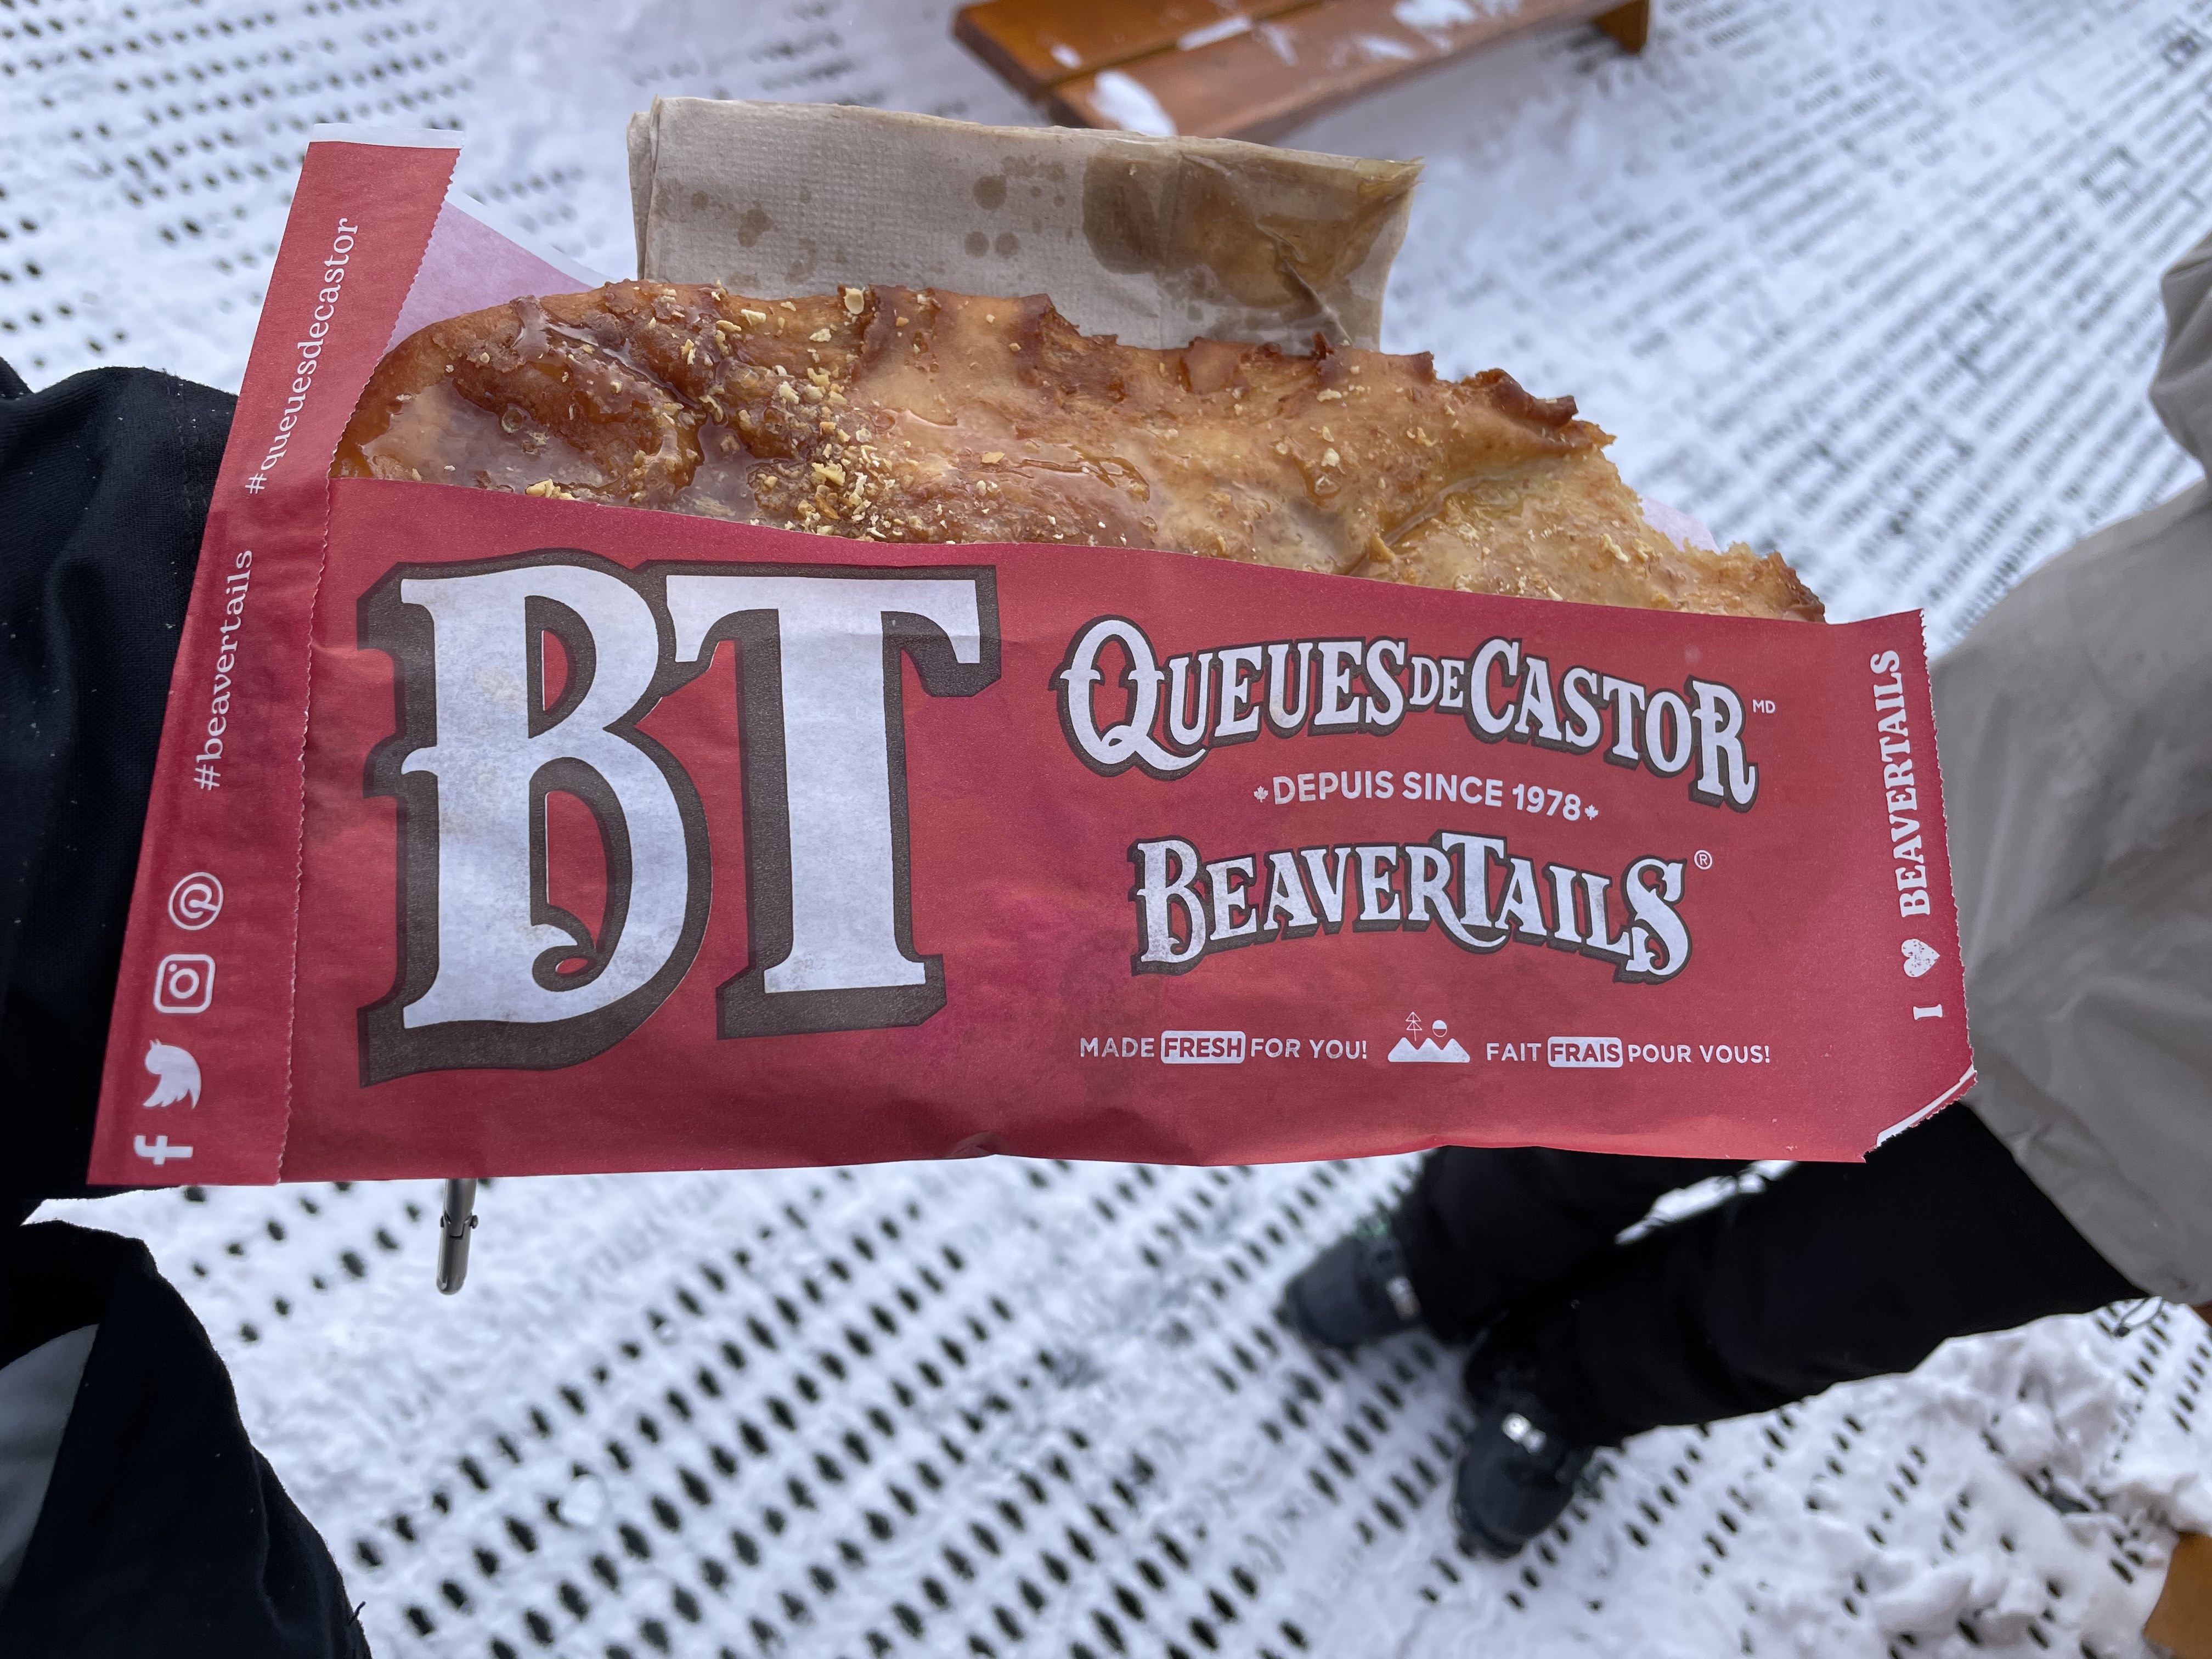 #beavertails #queuesdecastor
BT
QUEUES DE CASTOR MD
DEPUIS SINCE 1978
BEAVERTAILS ®
MADE FRESH FOR YOU! FAIT FRAIS POUR VOUS!
I ♥ BEAVERTAILS